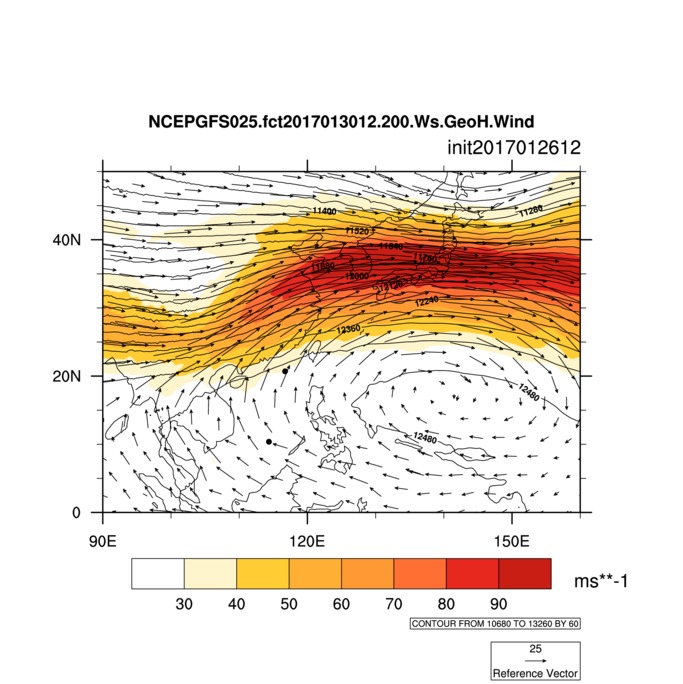 NCEPGFS025.fct2017013012.200.Ws.GeoH.Wind
init2017012612
11400
11280
11520
40N
11640
11760
11880
12000
12120
12240
12360
20N
12480
12480
0
90E 120E 150E
ms**-1
30 40 50 60 70 80 90
CONTOUR FROM 10680 TO 13260 BY 60
25
Reference Vector